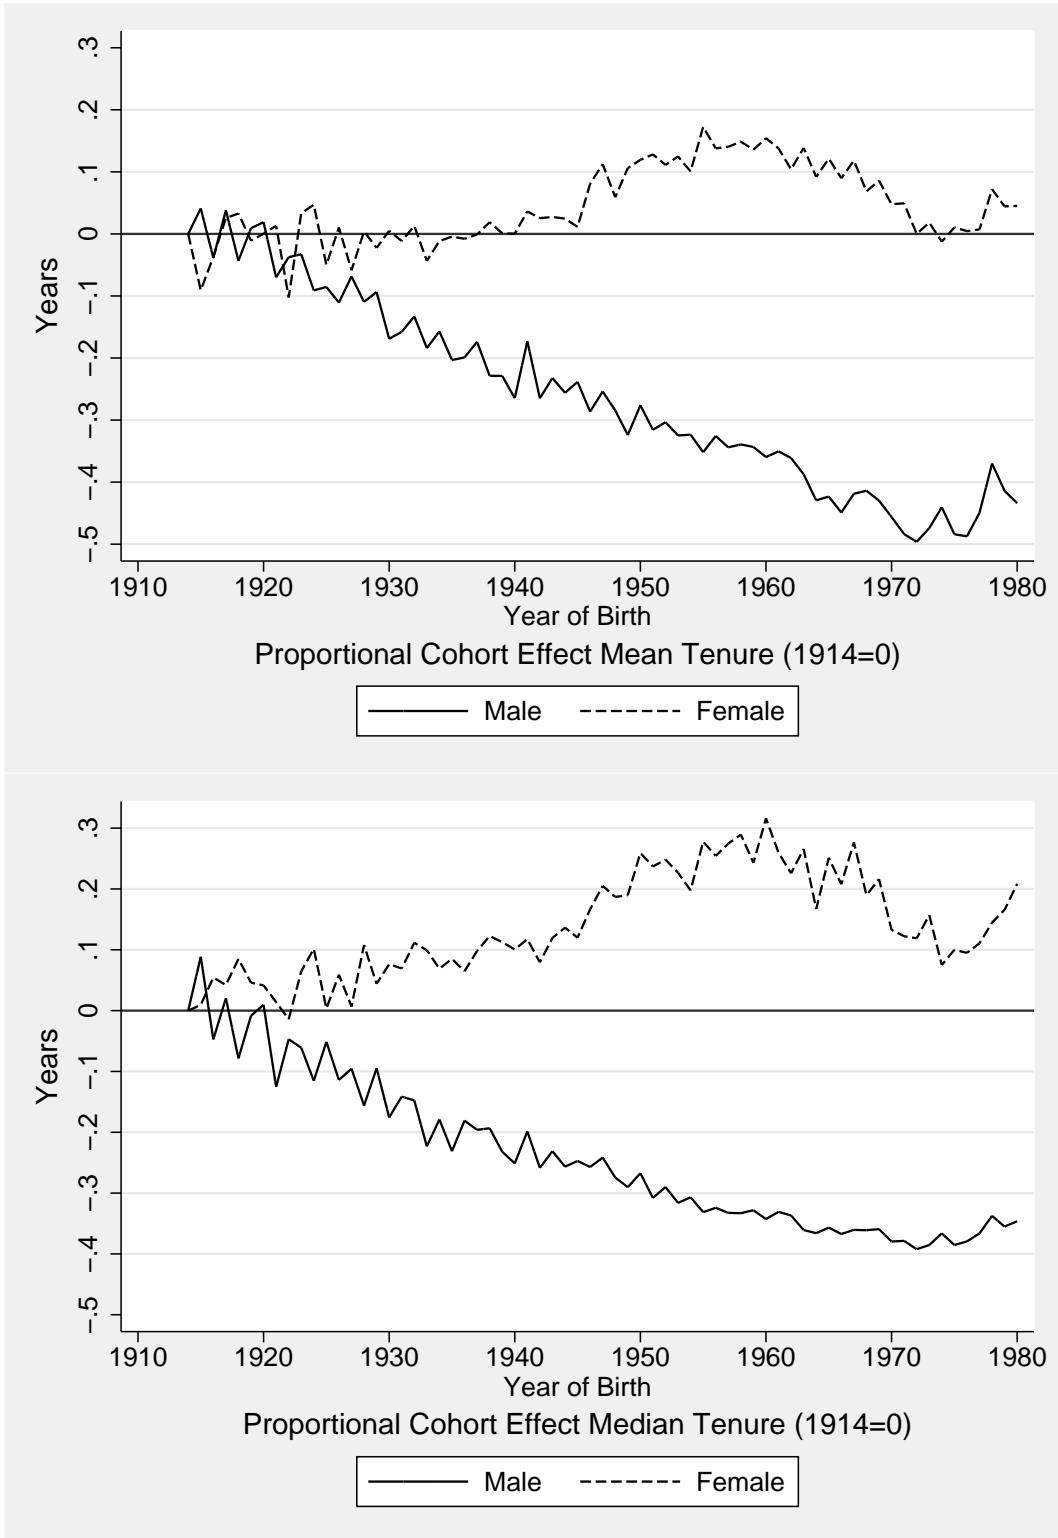 .3
.2
.1
0
−.1
−.2
−.3
−.4
−.5
Years
1910 1920 1930 1940 1950 1960 1970 1980
Year of Birth
Proportional Cohort Effect Mean Tenure (1914=0)
Male Female
.3
.2
.1
0
−.1
−.2
−.3
−.4
−.5
Years
1910 1920 1930 1940 1950 1960 1970 1980
Year of Birth
Proportional Cohort Effect Median Tenure (1914=0)
Male Female